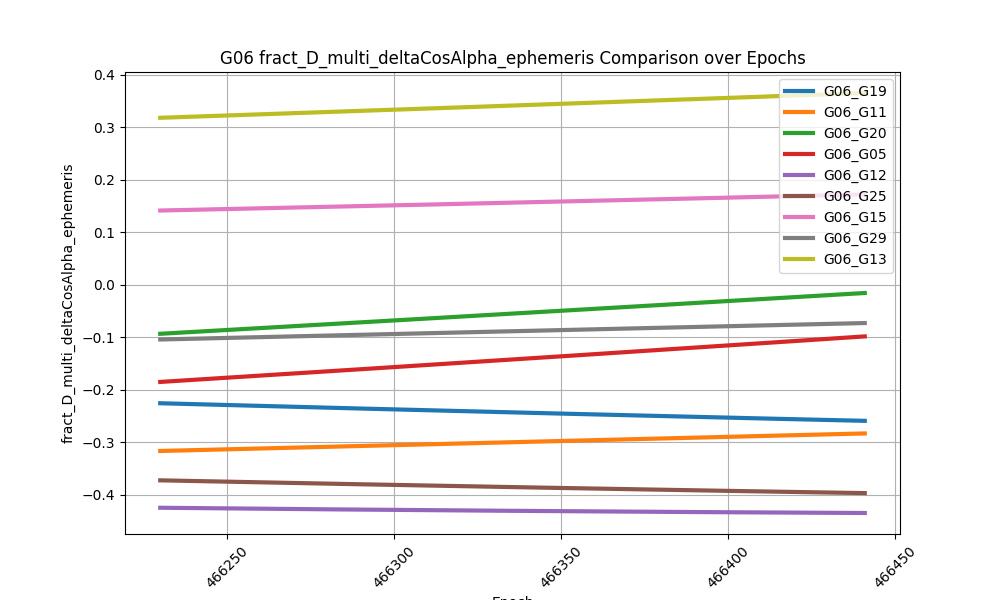 G06 fract_D_multi_deltaCosAlpha_ephemeris Comparison over Epochs
fract_D_multi_deltaCosAlpha_ephemeris
0.4
0.3
0.2
0.1
0.0
−0.1
−0.2
−0.3
−0.4
G06_G19
G06_G11
G06_G20
G06_G05
G06_G12
G06_G25
G06_G15
G06_G29
G06_G13
466250
466300
466350
466400
466450
Epoch